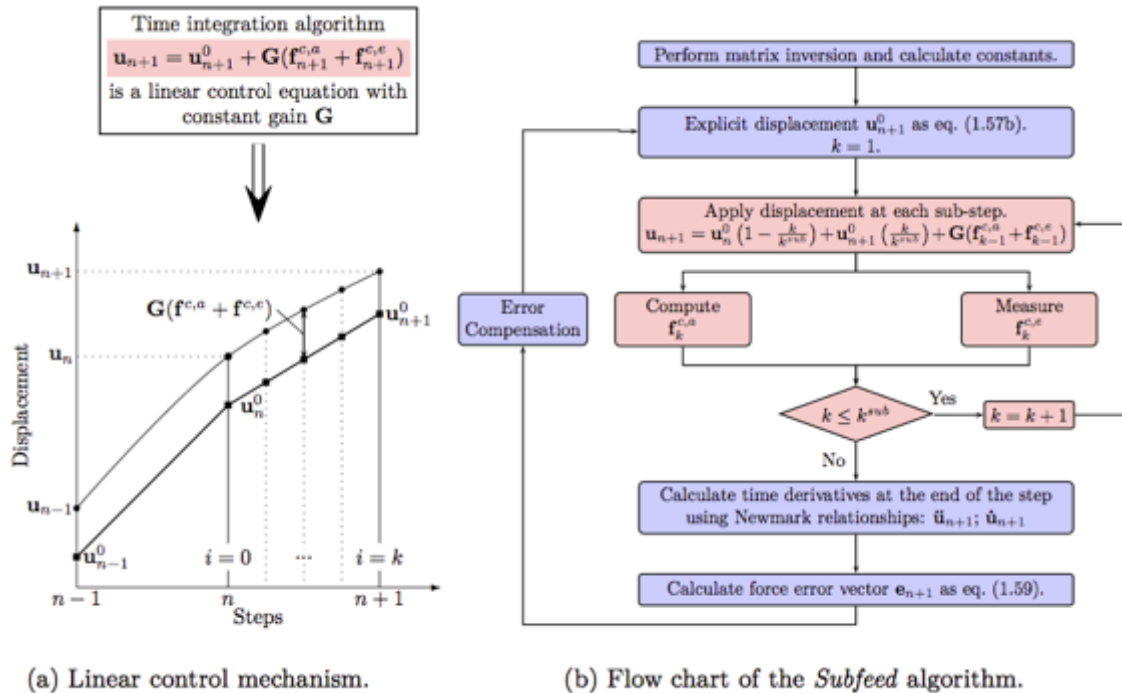 Time integration algorithm
u_{n+1} = u^0_{n+1} + G(f^{c,a}_{n+1} + f^{c,e}_{n+1})
is a linear control equation with
constant gain G
Displacement
u_{n+1}
u_n
u_{n−1}
G(f^{c,a} + f^{c,e})
u^0_{n+1}
u^0_n
u^0_{n−1}
i = 0
...
i = k
n − 1
n
n + 1
Steps
(a) Linear control mechanism.
Perform matrix inversion and calculate constants.
Explicit displacement u^0_{n+1} as eq. (1.57b).
k = 1.
Apply displacement at each sub-step.
u_{n+1} = u^0_n (1 − k/k^{sub}) + u^0_{n+1} (k/k^{sub}) + G(f^{c,a}_{k−1} + f^{c,e}_{k−1})
Error
Compensation
Compute
f^{c,a}_k
Measure
f^{c,e}_k
k ≤ k^{sub}
Yes
k = k + 1
No
Calculate time derivatives at the end of the step
using Newmark relationships: ü_{n+1}; u̇_{n+1}
Calculate force error vector e_{n+1} as eq. (1.59).
(b) Flow chart of the Subfeed algorithm.